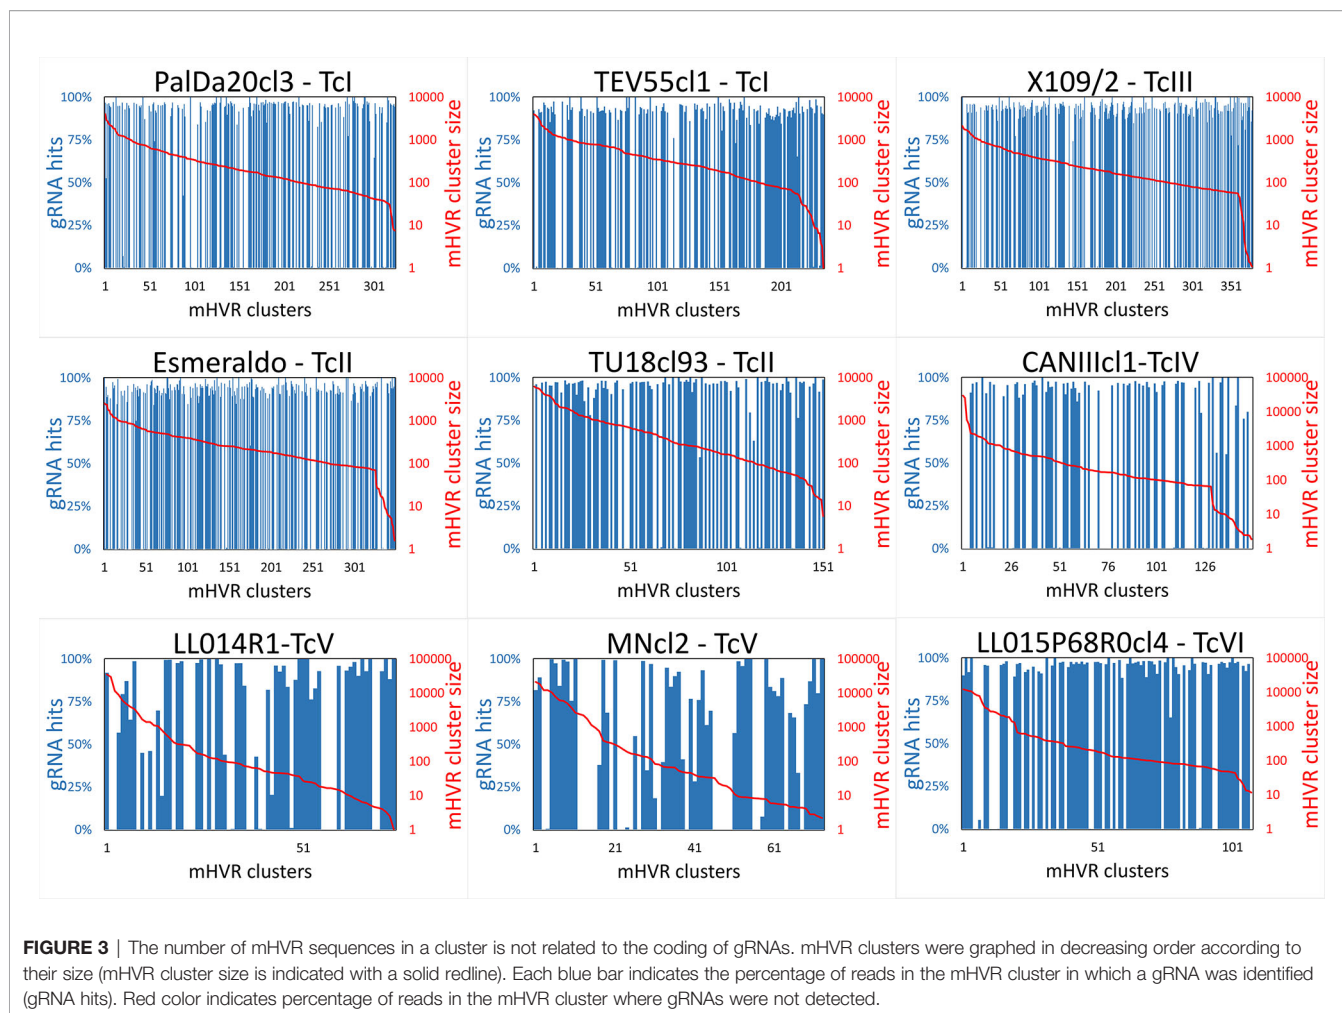 PalDa20cl3 - TcI
gRNA hits
100%
75%
50%
25%
0%
10000
1000
100
10
1
mHVR cluster size
1 51 101 151 201 251 301
mHVR clusters
TEV55cl1 - TcI
gRNA hits
100%
75%
50%
25%
0%
10000
1000
100
10
1
mHVR cluster size
1 51 101 151 201
mHVR clusters
X109/2 - TcIII
gRNA hits
100%
75%
50%
25%
0%
10000
1000
100
10
1
mHVR cluster size
1 51 101 151 201 251 301 351
mHVR clusters
Esmeraldo - TcII
gRNA hits
100%
75%
50%
25%
0%
10000
1000
100
10
1
mHVR cluster size
1 51 101 151 201 251 301
mHVR clusters
TU18cl93 - TcII
gRNA hits
100%
75%
50%
25%
0%
10000
1000
100
10
1
mHVR cluster size
1 51 101 151
mHVR clusters
CANIIIcl1-TcIV
gRNA hits
100%
75%
50%
25%
0%
100000
10000
1000
100
10
1
mHVR cluster size
1 26 51 76 101 126
mHVR clusters
LL014R1-TcV
gRNA hits
100%
75%
50%
25%
0%
100000
10000
1000
100
10
1
mHVR cluster size
1 51
mHVR clusters
MNcl2 - TcV
gRNA hits
100%
75%
50%
25%
0%
100000
10000
1000
100
10
1
mHVR cluster size
1 21 41 61
mHVR clusters
LL015P68R0cl4 - TcVI
gRNA hits
100%
75%
50%
25%
0%
100000
10000
1000
100
10
1
mHVR cluster size
1 51 101
mHVR clusters
FIGURE 3 | The number of mHVR sequences in a cluster is not related to the coding of gRNAs. mHVR clusters were graphed in decreasing order according to
their size (mHVR cluster size is indicated with a solid redline). Each blue bar indicates the percentage of reads in the mHVR cluster in which a gRNA was identified
(gRNA hits). Red color indicates percentage of reads in the mHVR cluster where gRNAs were not detected.